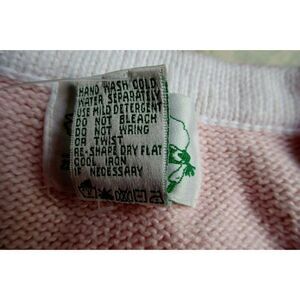 HAND WASH COLD
WATER SEPARATELY
USE MILD DETERGENT
DO NOT BLEACH
DO NOT WRING
OR TWIST
RE-SHAPE DRY FLAT
COOL IRON
IF NECESSARY